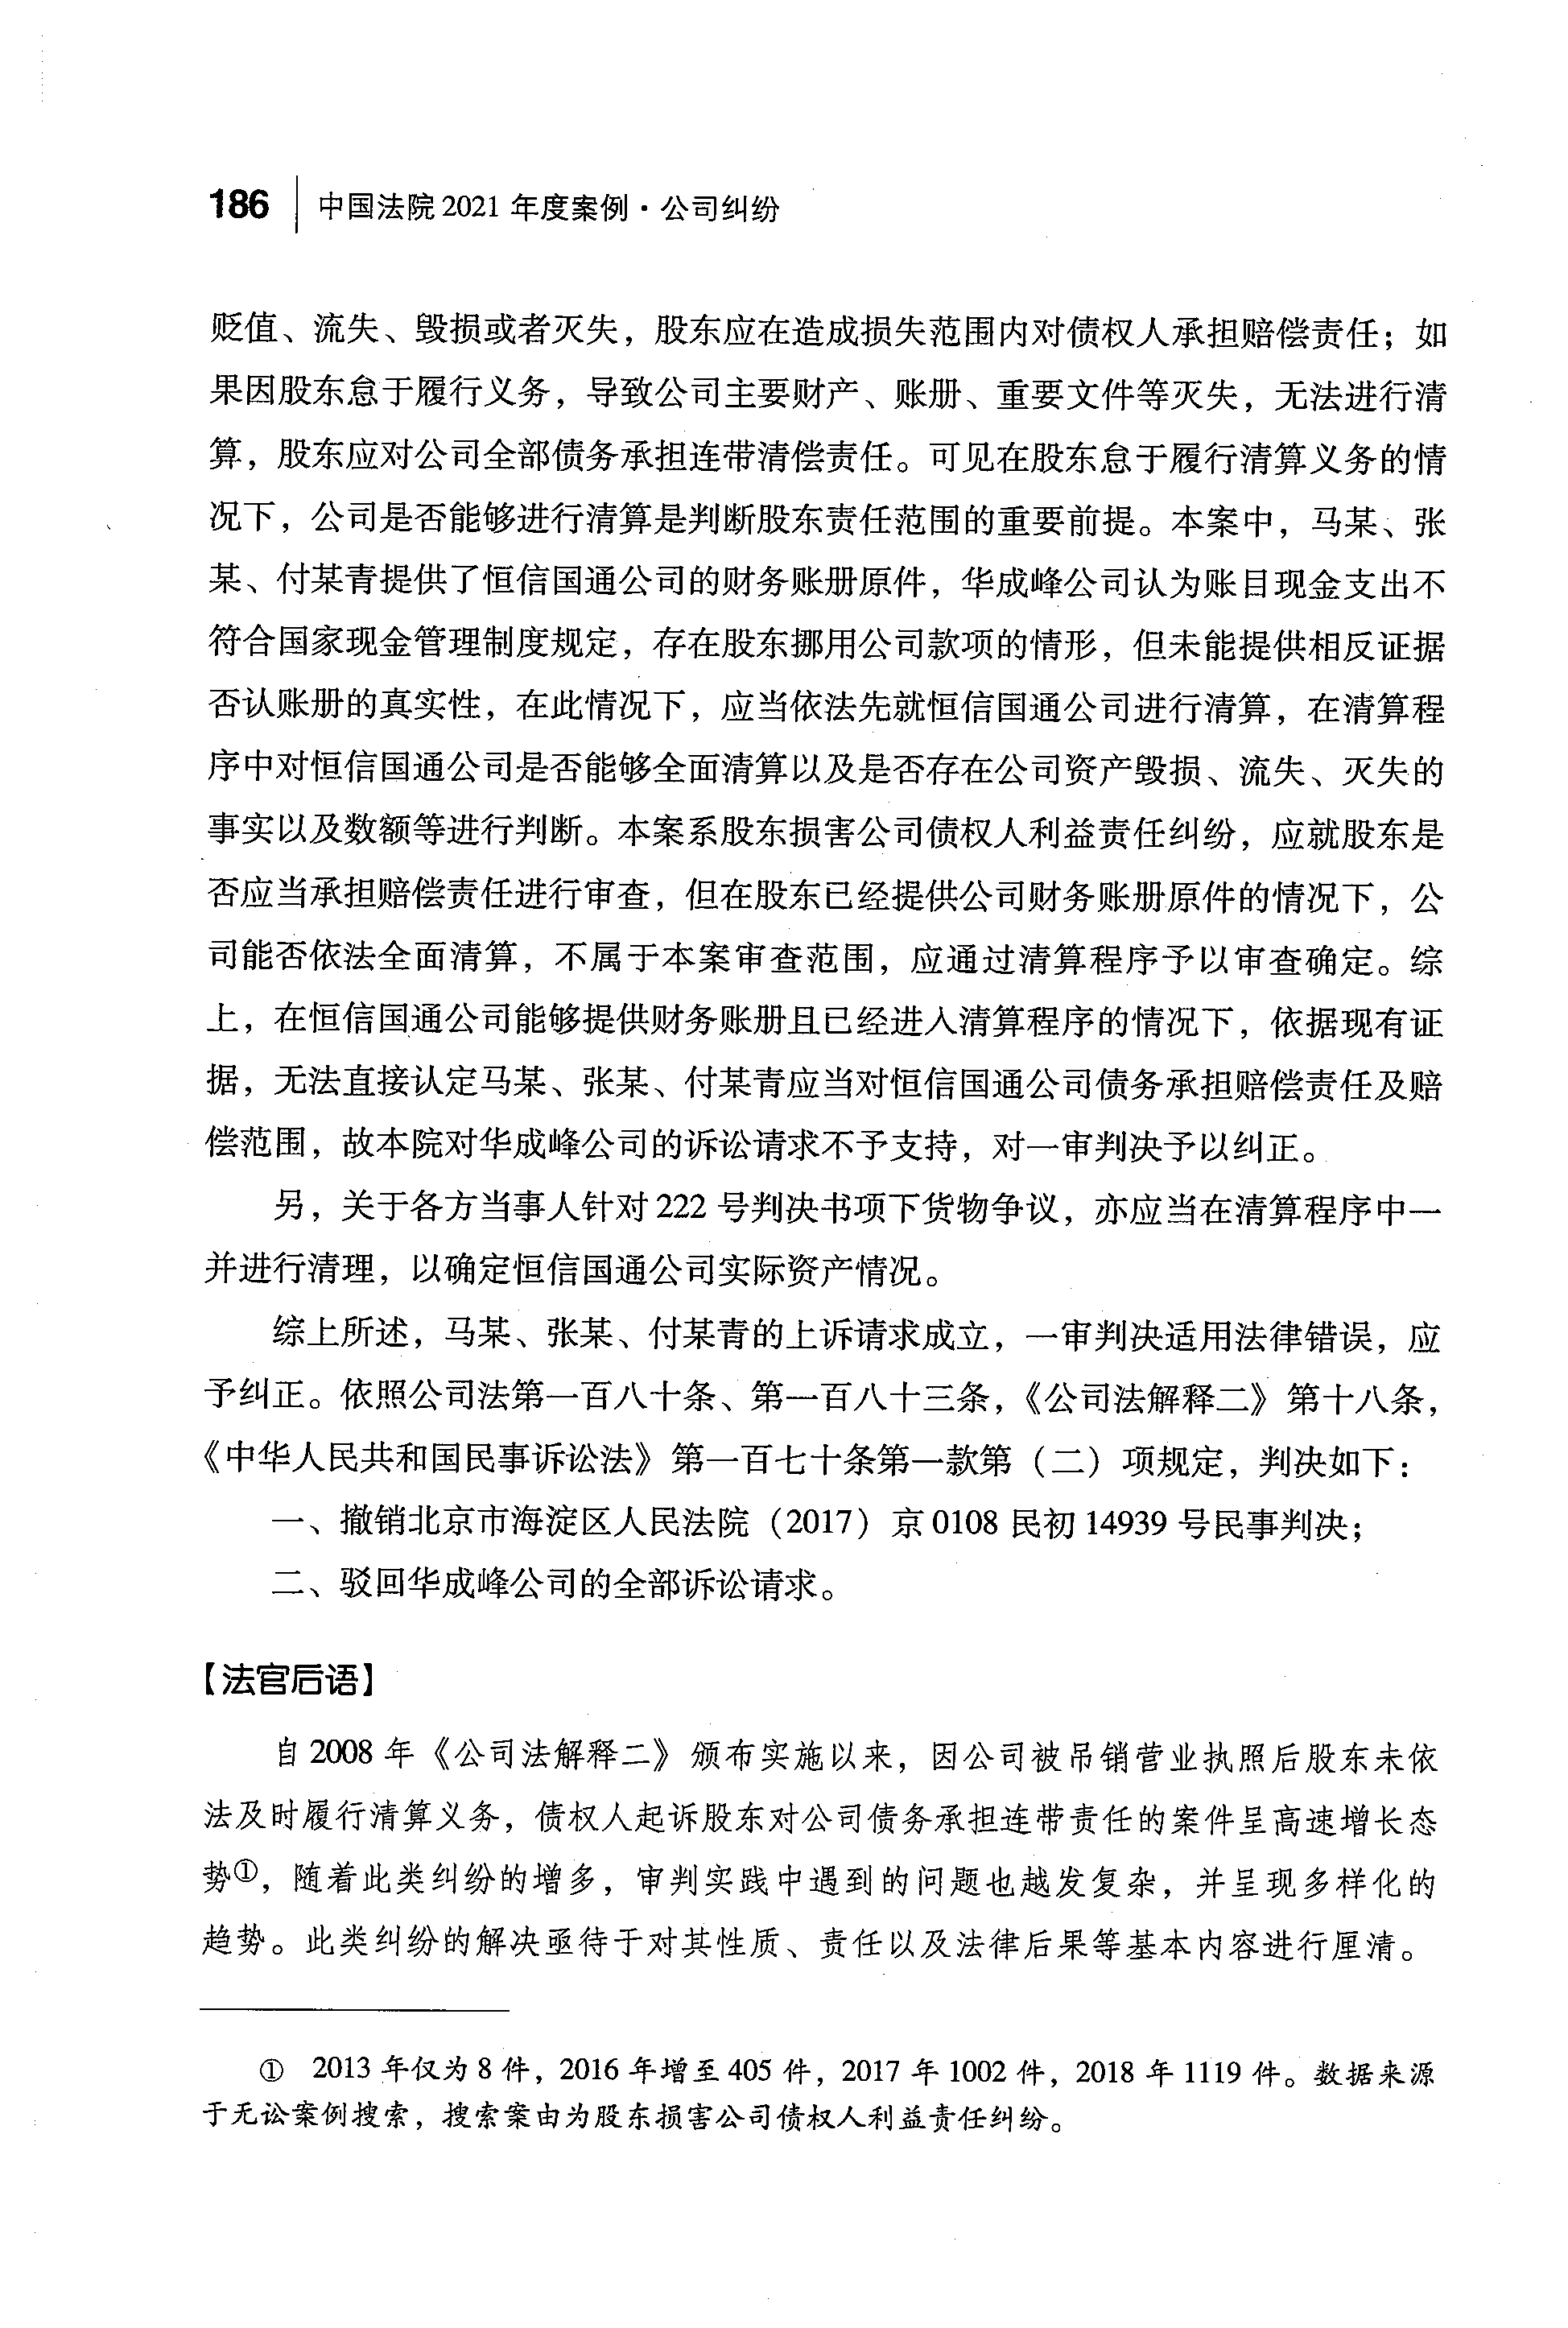 186 中国法院2021年度案例·公司纠纷
贬值、流失、毁损或者灭失，股东应在造成损失范围内对债权人承担赔偿责任；如
果因股东怠于履行义务，导致公司主要财产、账册、重要文件等灭失，无法进行清
算，股东应对公司全部债务承担连带清偿责任。可见在股东怠于履行清算义务的情
况下，公司是否能够进行清算是判断股东责任范围的重要前提。本案中，马某、张
某、付某青提供了恒信国通公司的财务账册原件，华成峰公司认为账目现金支出不
符合国家现金管理制度规定，存在股东挪用公司款项的情形，但未能提供相反证据
否认账册的真实性，在此情况下，应当依法先就恒信国通公司进行清算，在清算程
序中对恒信国通公司是否能够全面清算以及是否存在公司资产毁损、流失、灭失的
事实以及数额等进行判断。本案系股东损害公司债权人利益责任纠纷，应就股东是
否应当承担赔偿责任进行审查，但在股东已经提供公司财务账册原件的情况下，公
司能否依法全面清算，不属于本案审查范围，应通过清算程序予以审查确定。综
上，在恒信国通公司能够提供财务账册且已经进入清算程序的情况下，依据现有证
据，无法直接认定马某、张某、付某青应当对恒信国通公司债务承担赔偿责任及赔
偿范围，故本院对华成峰公司的诉讼请求不予支持，对一审判决予以纠正。
另，关于各方当事人针对222号判决书项下货物争议，亦应当在清算程序中一
并进行清理，以确定恒信国通公司实际资产情况。
综上所述，马某、张某、付某青的上诉请求成立，一审判决适用法律错误，应
予纠正。依照公司法第一百八十条、第一百八十三条，《公司法解释二》第十八条，
《中华人民共和国民事诉讼法》第一百七十条第一款第（二）项规定，判决如下：
一、撤销北京市海淀区人民法院（2017）京0108民初14939号民事判决；
二、驳回华成峰公司的全部诉讼请求。
【法官后语】
自2008年《公司法解释二》颁布实施以来，因公司被吊销营业执照后股东未依
法及时履行清算义务，债权人起诉股东对公司债务承担连带责任的案件呈高速增长态
势①，随着此类纠纷的增多，审判实践中遇到的问题也越发复杂，并呈现多样化的
趋势。此类纠纷的解决亟待于对其性质、责任以及法律后果等基本内容进行厘清。
① 2013年仅为8件，2016年增至405件，2017年1002件，2018年1119件。数据来源
于无讼案例搜索，搜索案由为股东损害公司债权人利益责任纠纷。